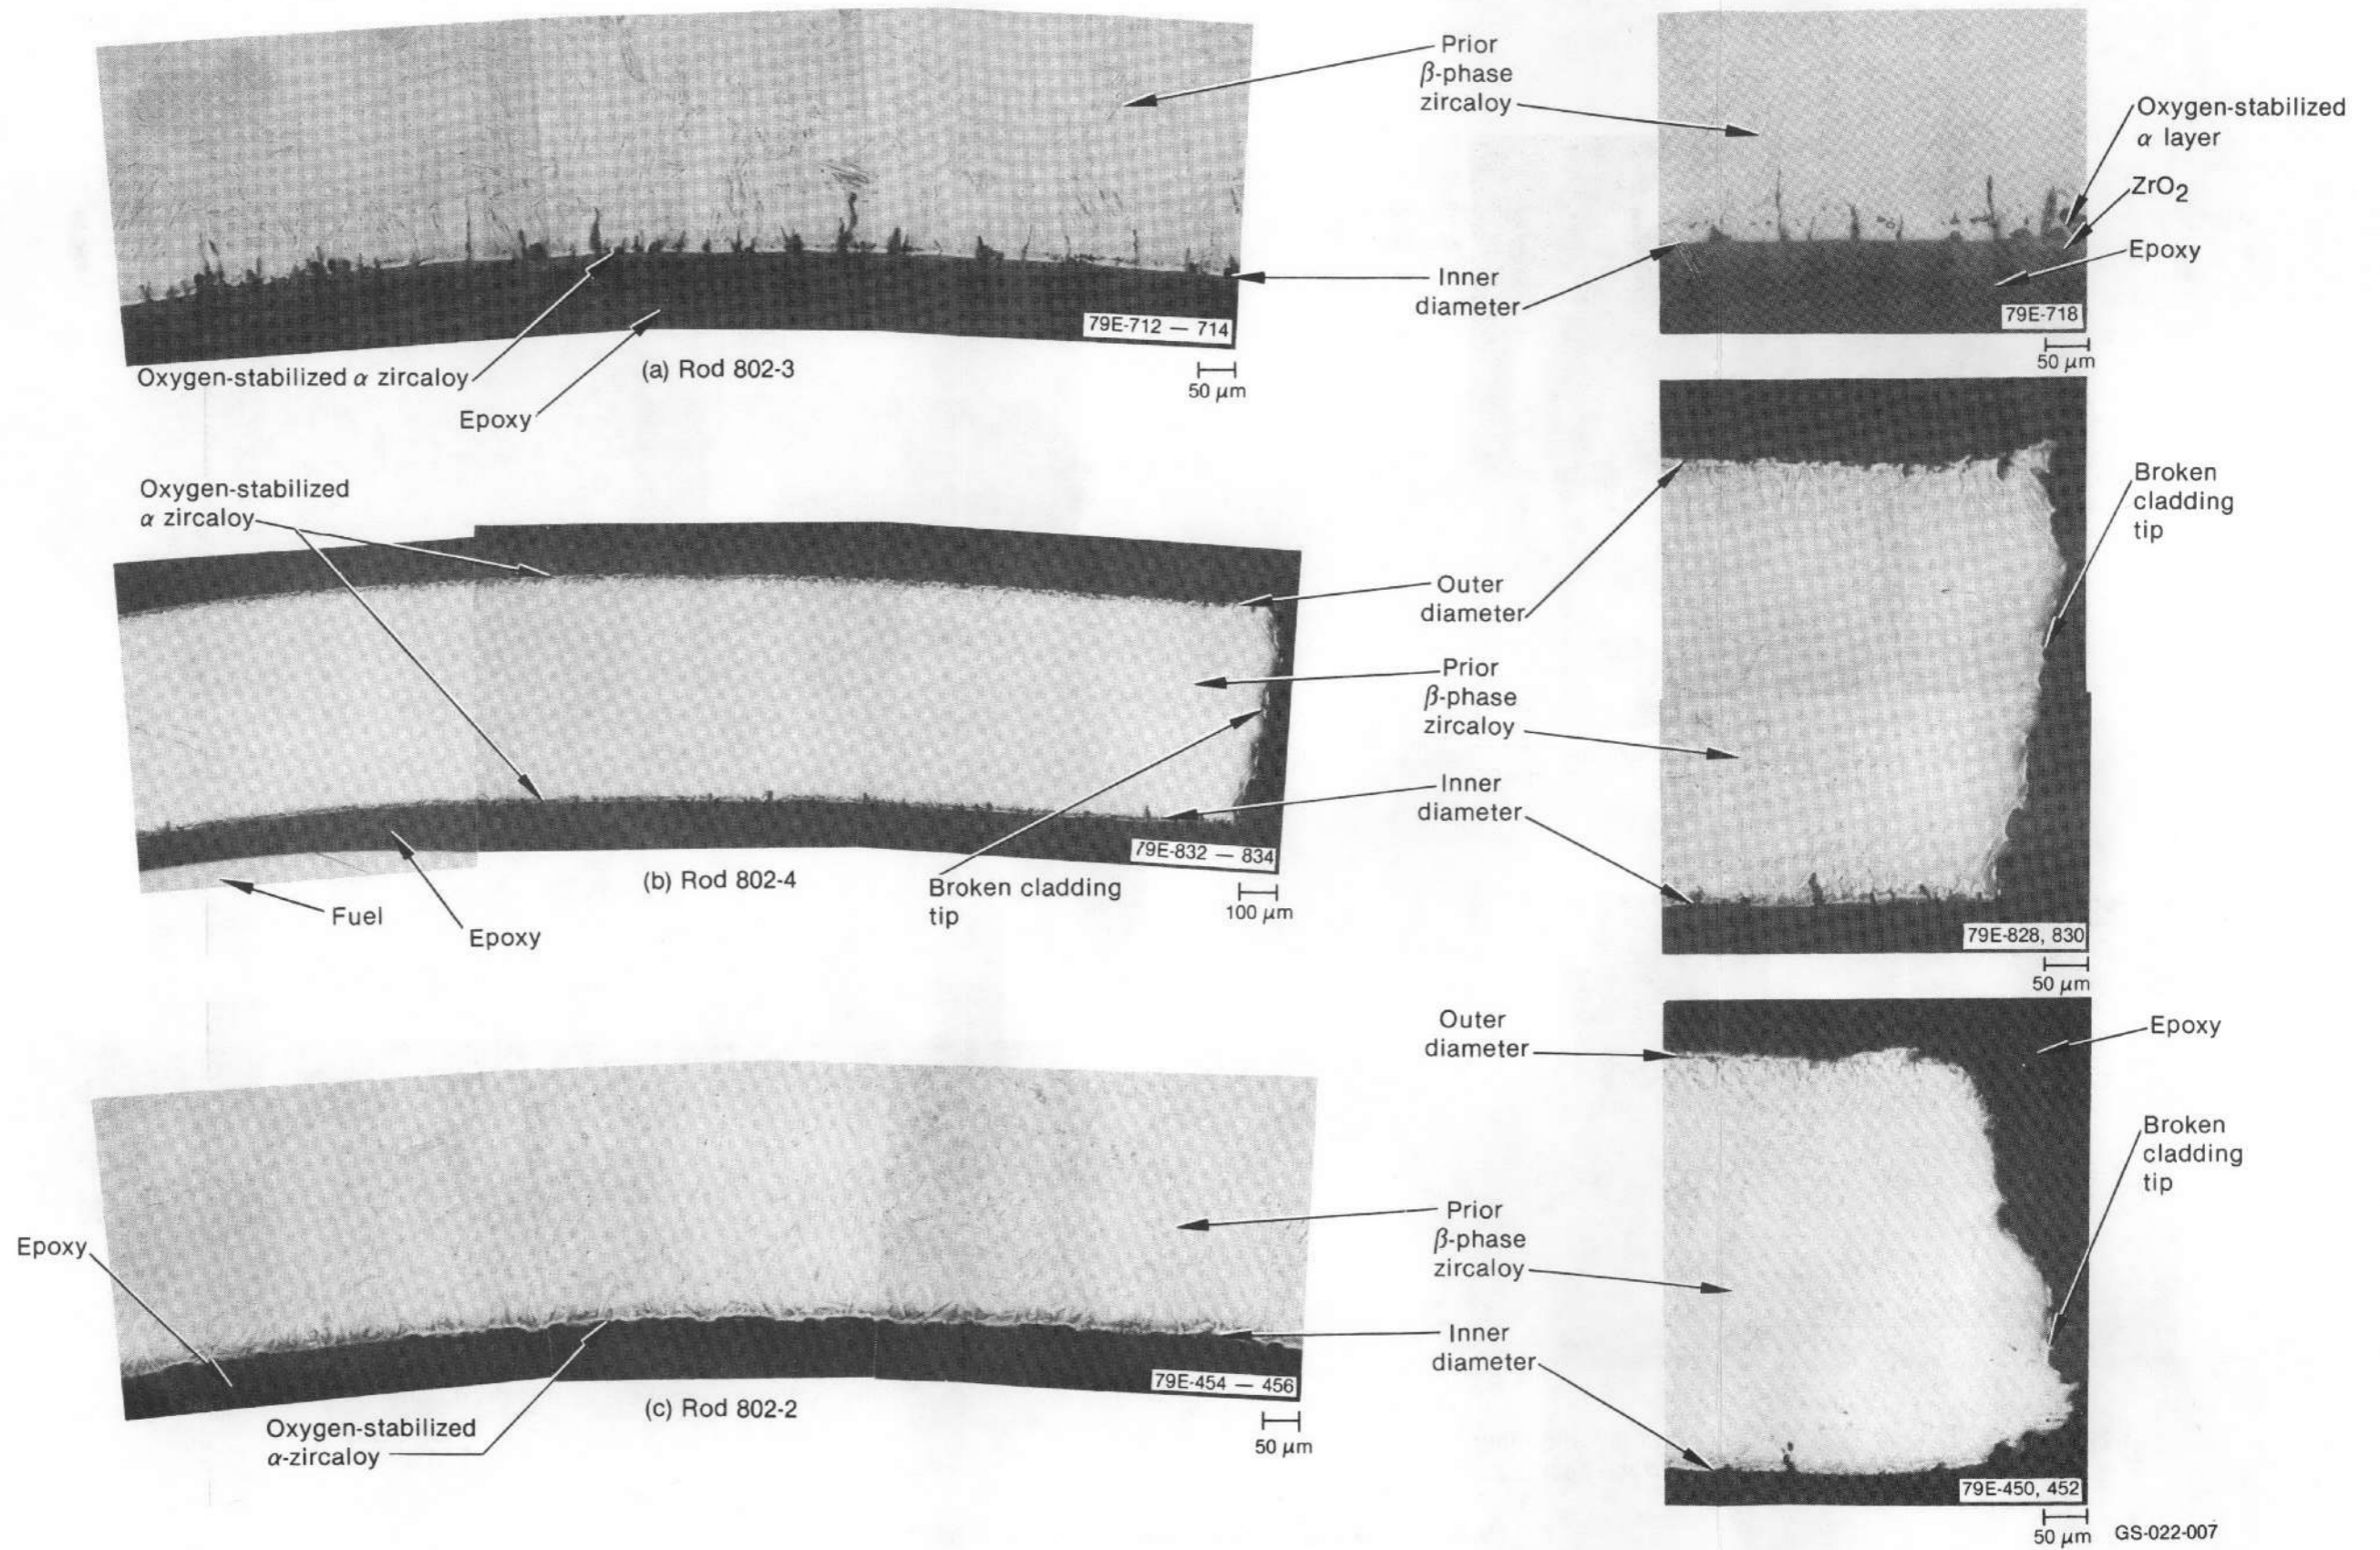 Prior
β-phase
zircaloy
Oxygen-stabilized
α layer
ZrO2
Epoxy
Inner
diameter
79E-712 — 714
79E-718
50 μm
50 μm
Oxygen-stabilized α zircaloy
(a) Rod 802-3
Epoxy
Oxygen-stabilized
α zircaloy
Broken
cladding
tip
Outer
diameter
Prior
β-phase
zircaloy
Inner
diameter
79E-832 — 834
(b) Rod 802-4
Broken cladding
tip
100 μm
Fuel
Epoxy
79E-828, 830
50 μm
Outer
diameter
Epoxy
Broken
cladding
tip
Prior
β-phase
zircaloy
Epoxy
Inner
diameter
79E-454 — 456
(c) Rod 802-2
50 μm
Oxygen-stabilized
α-zircaloy
79E-450, 452
50 μm
GS-022-007